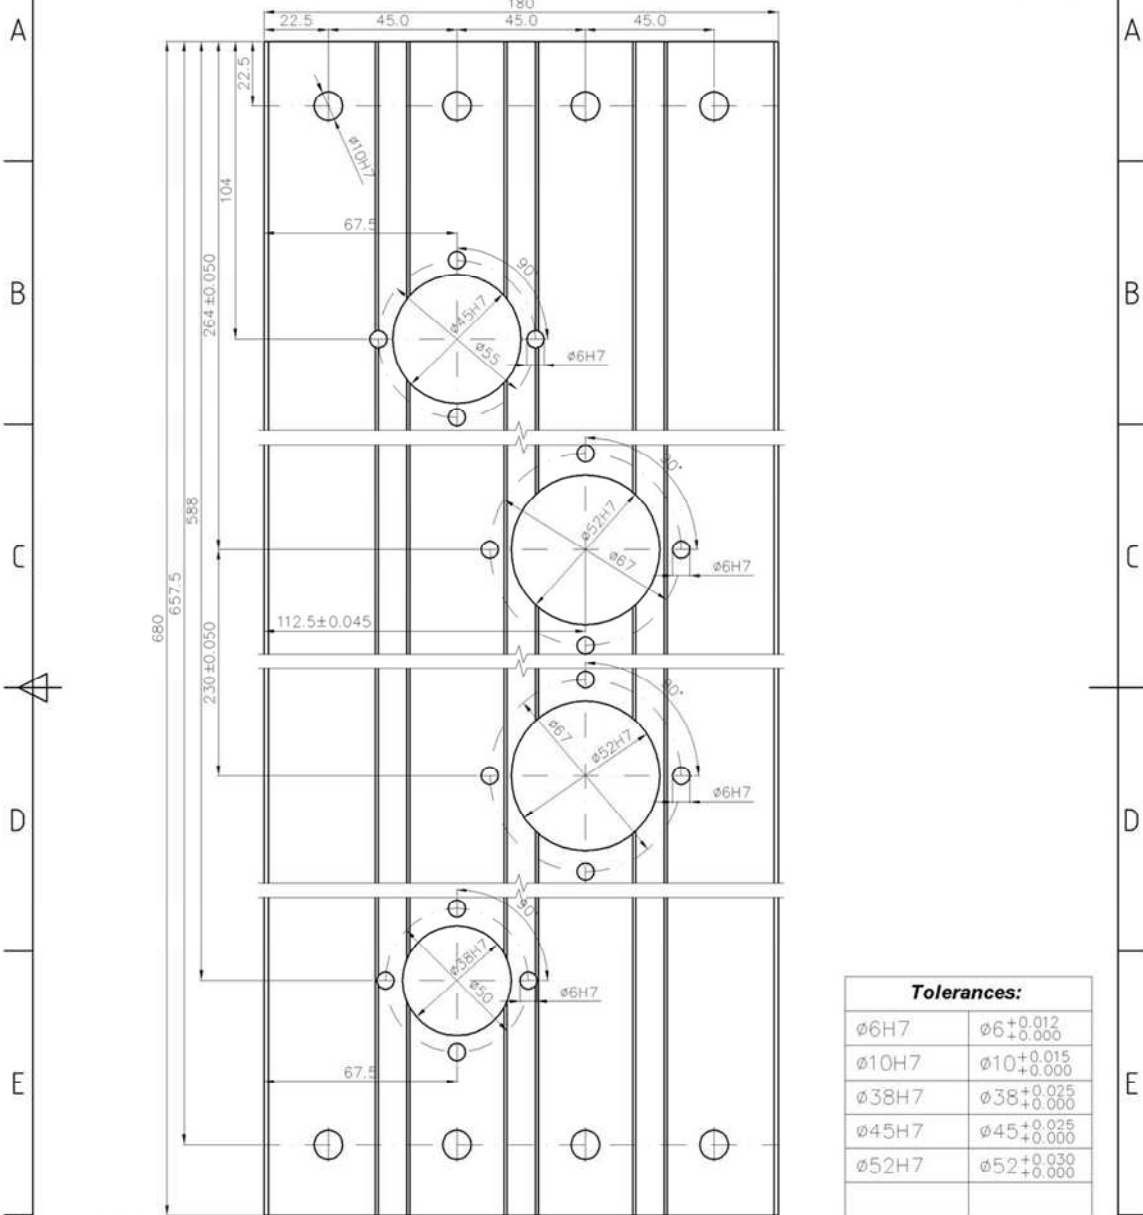 180
22.5 45.0 45.0 45.0
A A
22.5
ø10H7
104
67.5
90°
264±0.050
B B
ø45H7
ø55
ø6H7
588
657.5
680
ø52H7
ø67
ø6H7
C C
112.5±0.045
230±0.050
ø67
ø52H7
ø6H7
D D
90°
ø38H7
ø50
ø6H7
67.5
E E
Tolerances:
ø6H7 ø6 +0.012 +0.000
ø10H7 ø10 +0.015 +0.000
ø38H7 ø38 +0.025 +0.000
ø45H7 ø45 +0.025 +0.000
ø52H7 ø52 +0.030 +0.000